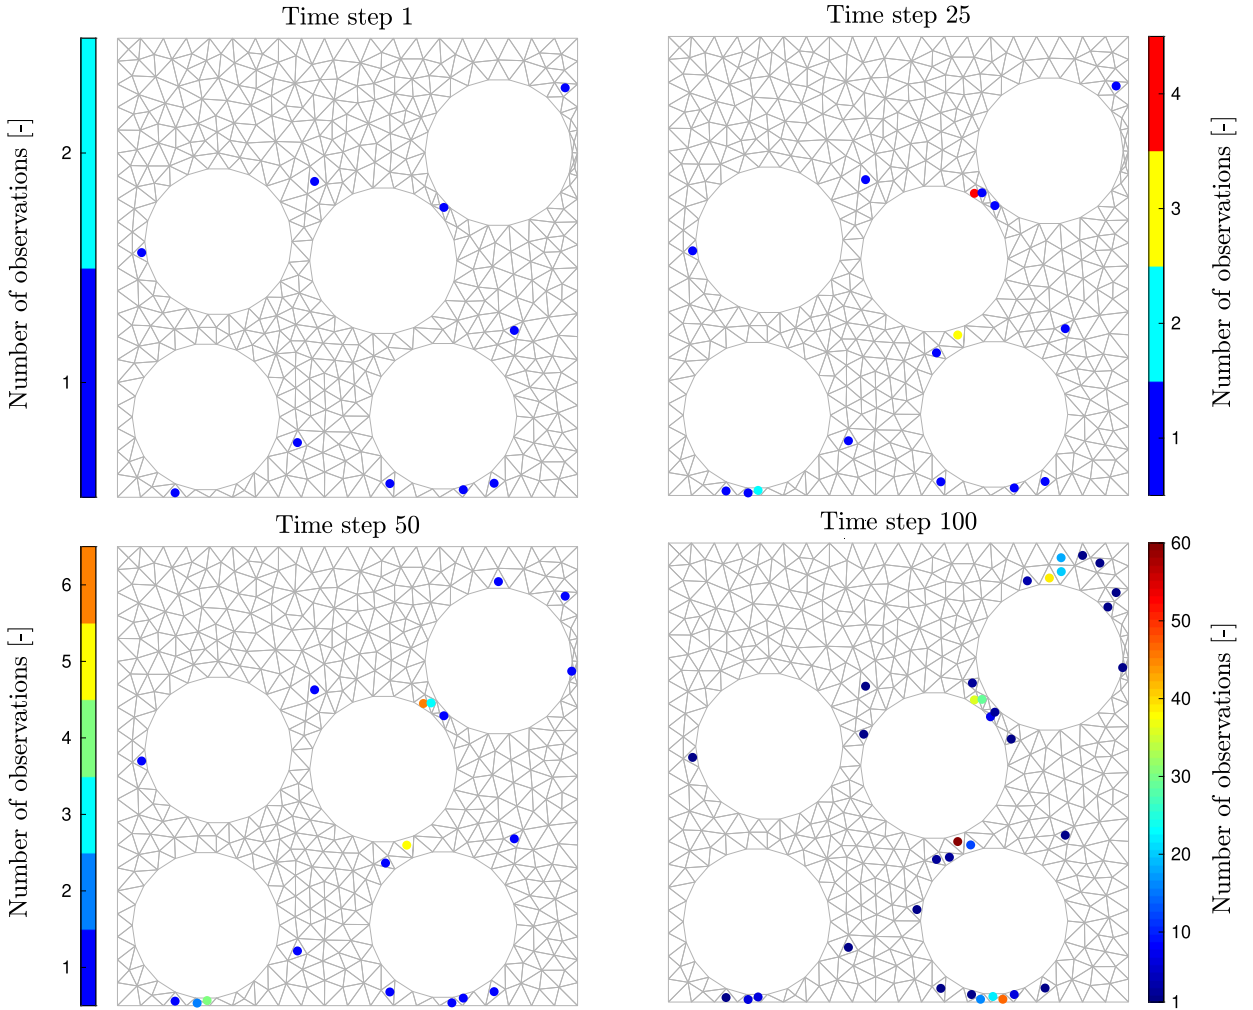 Time step 1
Number of observations [-]
2
1
Time step 25
4
3
2
1
Number of observations [-]
Time step 50
Number of observations [-]
6
5
4
3
2
1
Time step 100
60
50
40
30
20
10
1
Number of observations [-]